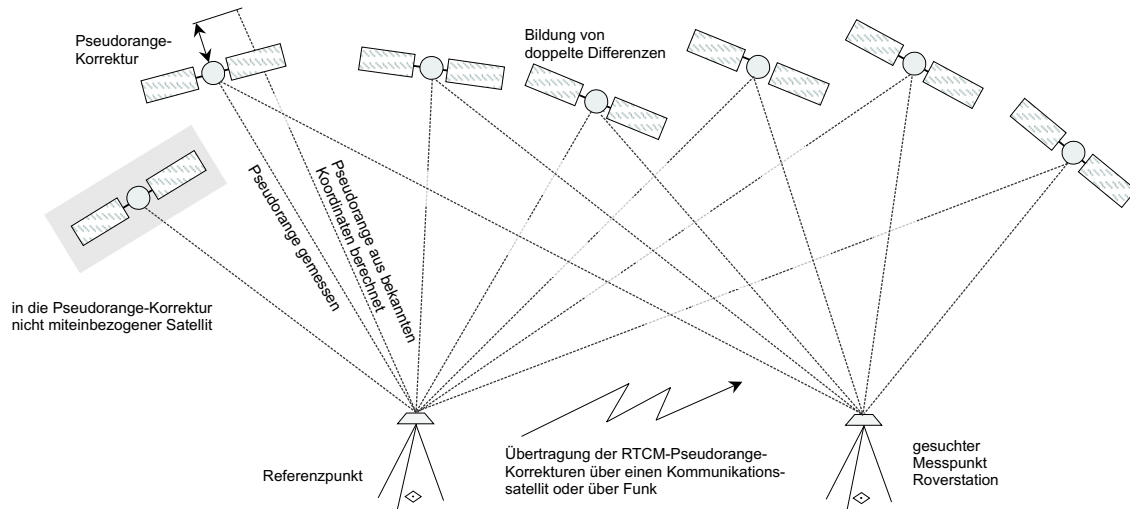 Pseudorange-
Korrektur
Bildung von
doppelte Differenzen
Pseudorange gemessen
Pseudorange aus bekannten
Koordinaten berechnet
in die Pseudorange-Korrektur
nicht miteinbezogener Satellit
Referenzpunkt
Übertragung der RTCM-Pseudorange-
Korrekturen über einen Kommunikations-
satellit oder über Funk
gesuchter
Messpunkt
Roverstation